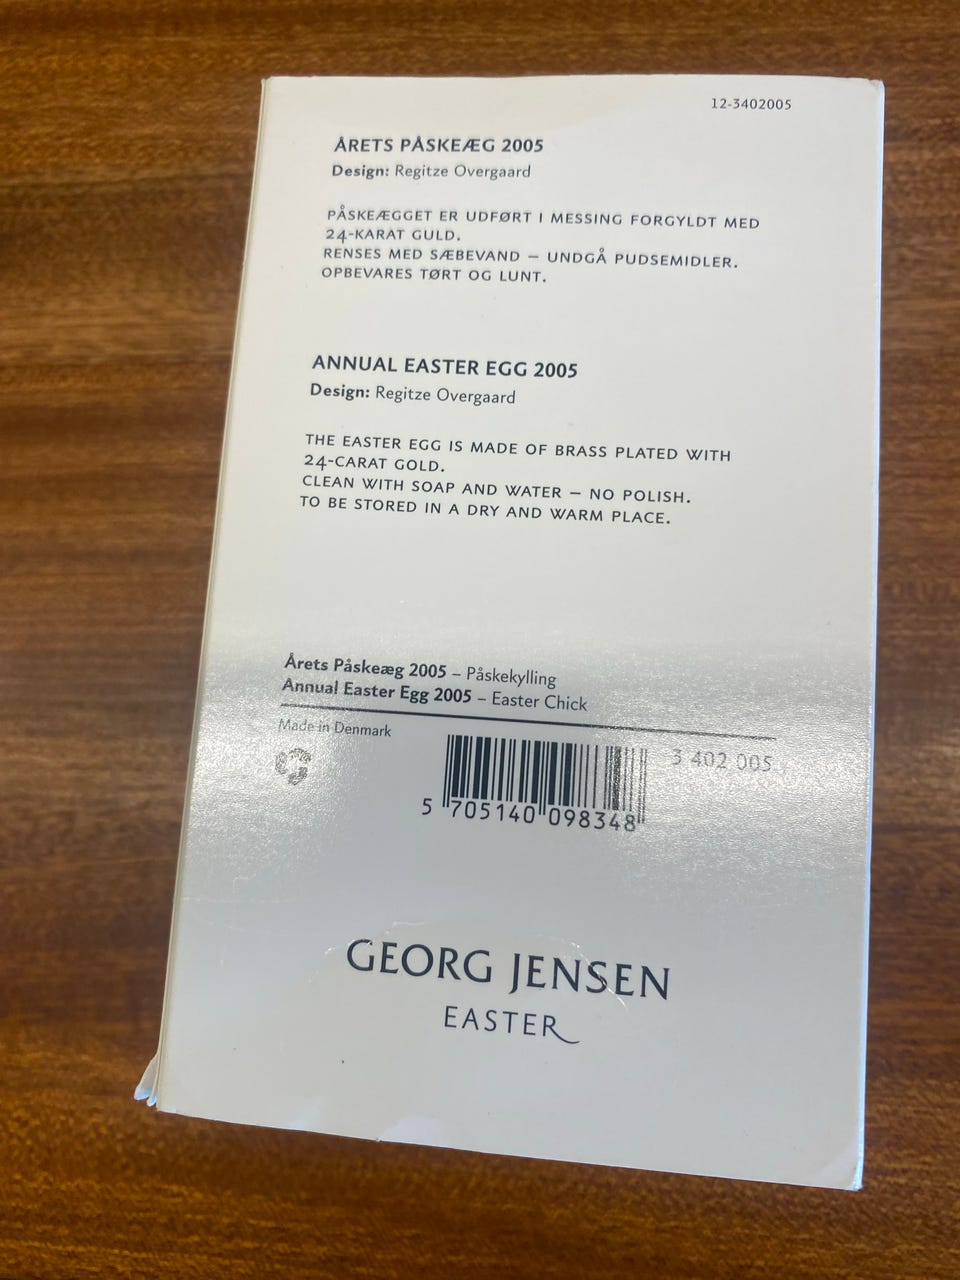 12-3402005
ÅRETS PÅSKEÆG 2005
Design: Regitze Overgaard
PÅSKEÆGGET ER UDFØRT I MESSING FORGYLDT MED
24-KARAT GULD.
RENSES MED SÆBEVAND – UNDGÅ PUDSEMIDLER.
OPBEVARES TØRT OG LUNT.
ANNUAL EASTER EGG 2005
Design: Regitze Overgaard
THE EASTER EGG IS MADE OF BRASS PLATED WITH
24-CARAT GOLD.
CLEAN WITH SOAP AND WATER – NO POLISH.
TO BE STORED IN A DRY AND WARM PLACE.
Årets Påskeæg 2005 – Påskekylling
Annual Easter Egg 2005 – Easter Chick
Made in Denmark
3 402 005
5 705140 098348
GEORG JENSEN
EASTER